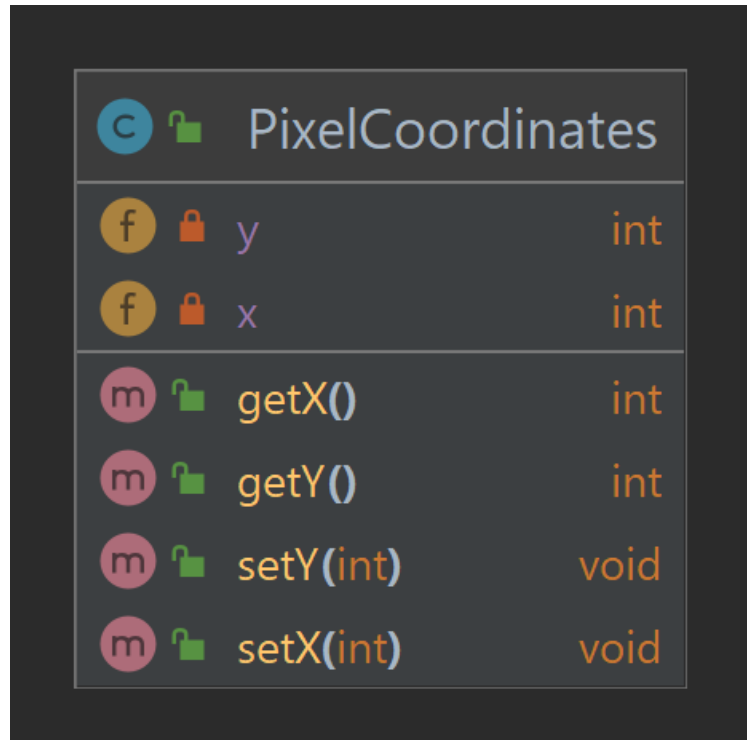 C PixelCoordinates
f y int
f x int
m getX() int
m getY() int
m setY(int) void
m setX(int) void